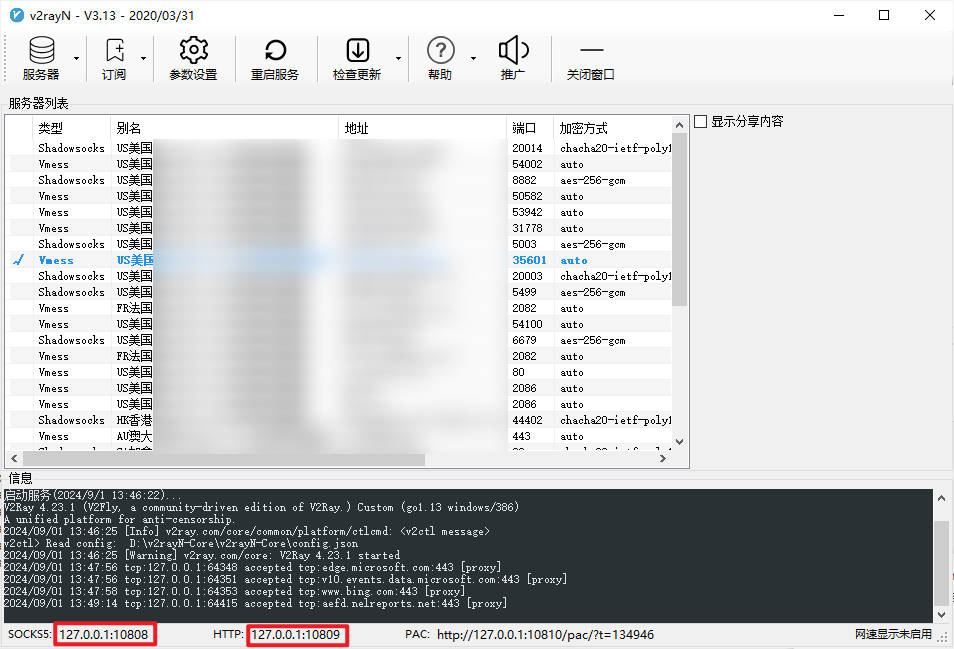 v2rayN - V3.13 - 2020/03/31
服务器 订阅 参数设置 重启服务 检查更新 帮助 推广 关闭窗口
服务器列表
类型 别名 地址 端口 加密方式 显示分享内容
Shadowsocks US美国 20014 chacha20-ietf-poly1
Vmess US美国 54002 auto
Shadowsocks US美国 8882 aes-256-gcm
Vmess US美国 50582 auto
Vmess US美国 53942 auto
Vmess US美国 31778 auto
Shadowsocks US美国 5003 aes-256-gcm
Vmess US美国 35601 auto
Shadowsocks US美国 20003 chacha20-ietf-poly1
Shadowsocks US美国 5499 aes-256-gcm
Vmess FR法国 2082 auto
Vmess US美国 54100 auto
Shadowsocks US美国 6679 aes-256-gcm
Vmess FR法国 2082 auto
Vmess US美国 80 auto
Vmess US美国 2086 auto
Vmess US美国 2086 auto
Shadowsocks HK香港 44402 chacha20-ietf-poly1
Vmess AU澳大 443 auto
信息
启动服务(2024/9/1 13:46:22)...
V2Ray 4.23.1 (V2Fly, a community-driven edition of V2Ray.) Custom (go1.13 windows/386)
A unified platform for anti-censorship.
2024/09/01 13:46:25 [Info] v2ray.com/core/common/platform/ctlcmd: <v2ctl message>
v2ctl> Read config:  D:\v2rayN-Core\v2rayN-Core\config.json
2024/09/01 13:46:25 [Warning] v2ray.com/core: V2Ray 4.23.1 started
2024/09/01 13:47:56 tcp:127.0.0.1:64348 accepted tcp:edge.microsoft.com:443 [proxy]
2024/09/01 13:47:56 tcp:127.0.0.1:64351 accepted tcp:v10.events.data.microsoft.com:443 [proxy]
2024/09/01 13:47:58 tcp:127.0.0.1:64353 accepted tcp:www.bing.com:443 [proxy]
2024/09/01 13:49:14 tcp:127.0.0.1:64415 accepted tcp:aefd.nelreports.net:443 [proxy]
SOCKS5: 127.0.0.1:10808 HTTP: 127.0.0.1:10809 PAC: http://127.0.0.1:10810/pac/?t=134946 网速显示未启用